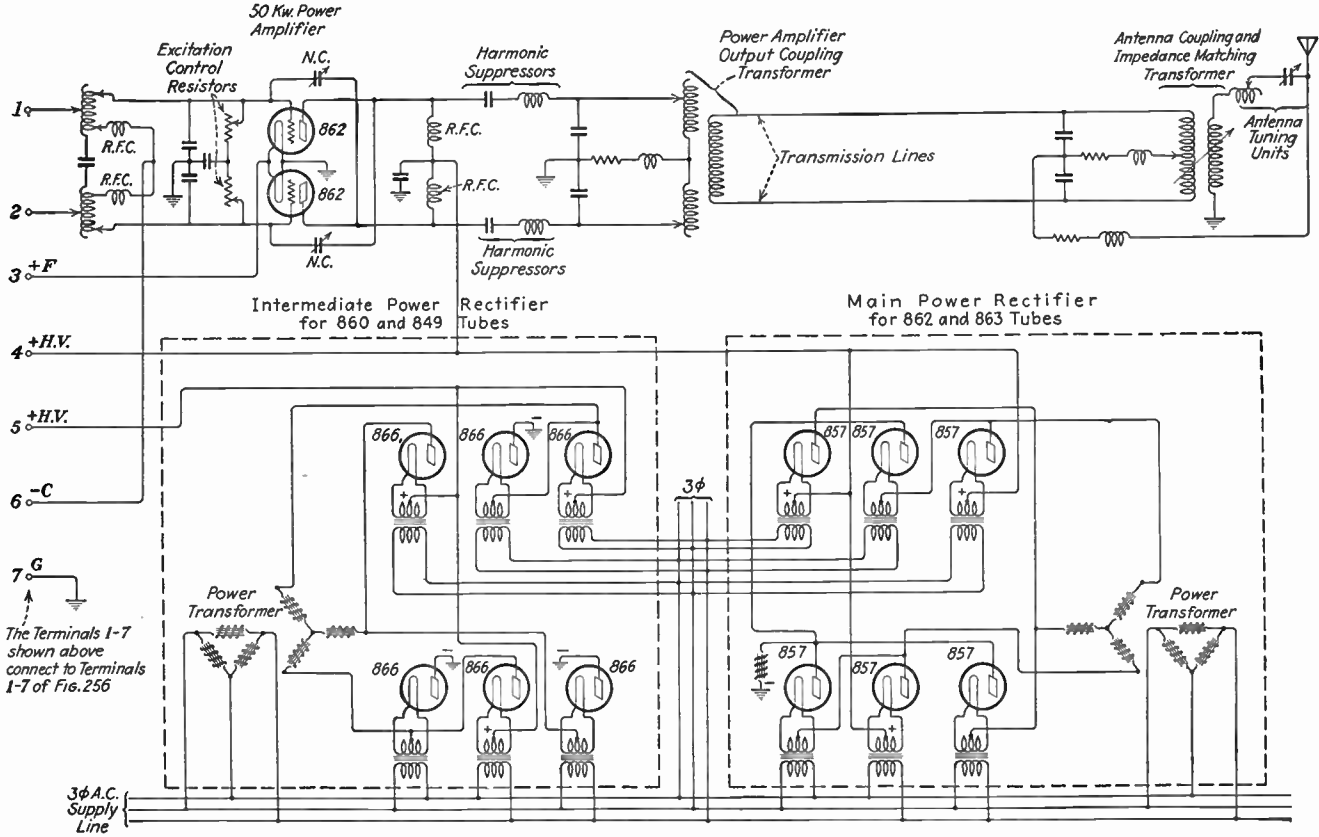 50 Kw. Power
Amplifier
Excitation
Control
Resistors
N.C.
Harmonic
Suppressors
Power Amplifier
Output Coupling
Transformer
Antenna Coupling and
Impedance Matching
Transformer
1
R.F.C.
862
R.F.C.
Antenna
Tuning
Units
Transmission Lines
R.F.C.
862
R.F.C.
2
N.C.
Harmonic
Suppressors
3 +F
Intermediate Power Rectifier
for 860 and 849 Tubes
Main Power Rectifier
for 862 and 863 Tubes
4 +H.V.
5 +H.V.
866
866
866
857
857
857
-
+
+
3ϕ
+
+
6 -C
7 G
Power
Transformer
Power
Transformer
The Terminals 1-7
shown above
connect to Terminals
1-7 of FIG. 256
866
866
866
857
857
857
-
-
-
+
+
3ϕ A.C.
Supply
Line